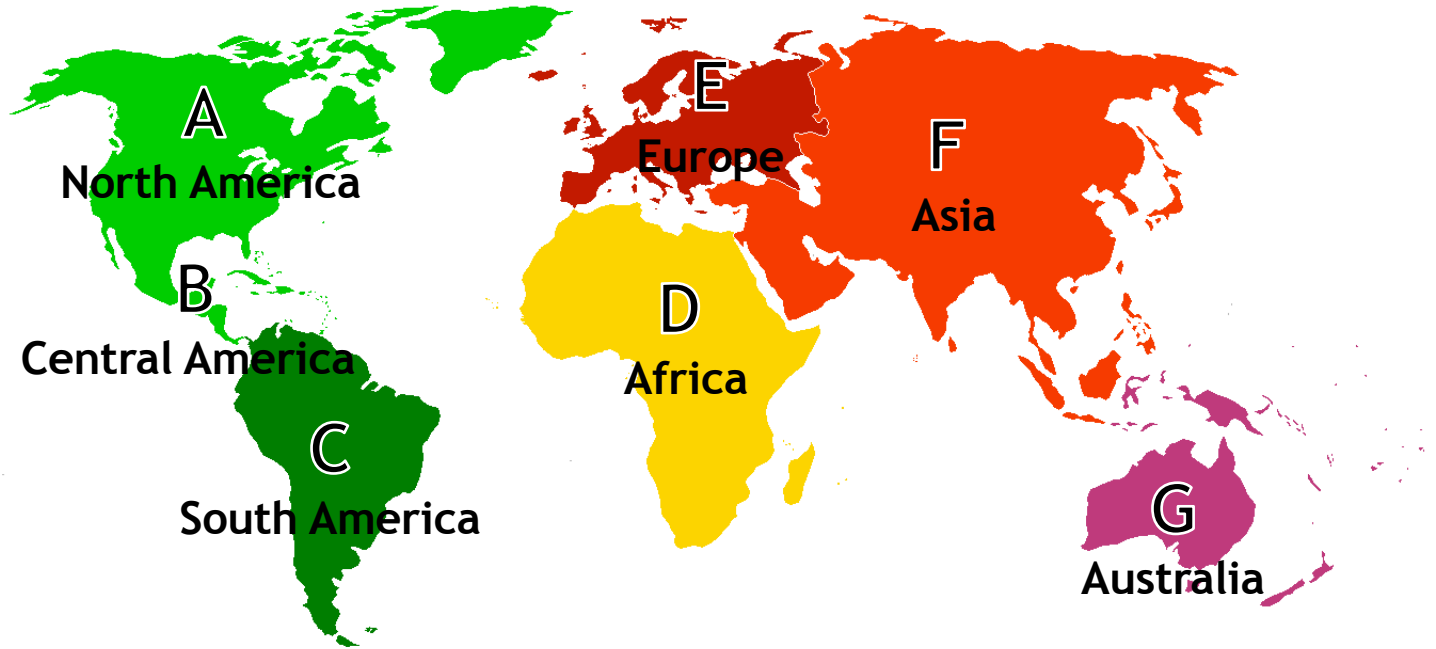 A
North America
B
Central America
C
South America
D
Africa
E
Europe
F
Asia
G
Australia